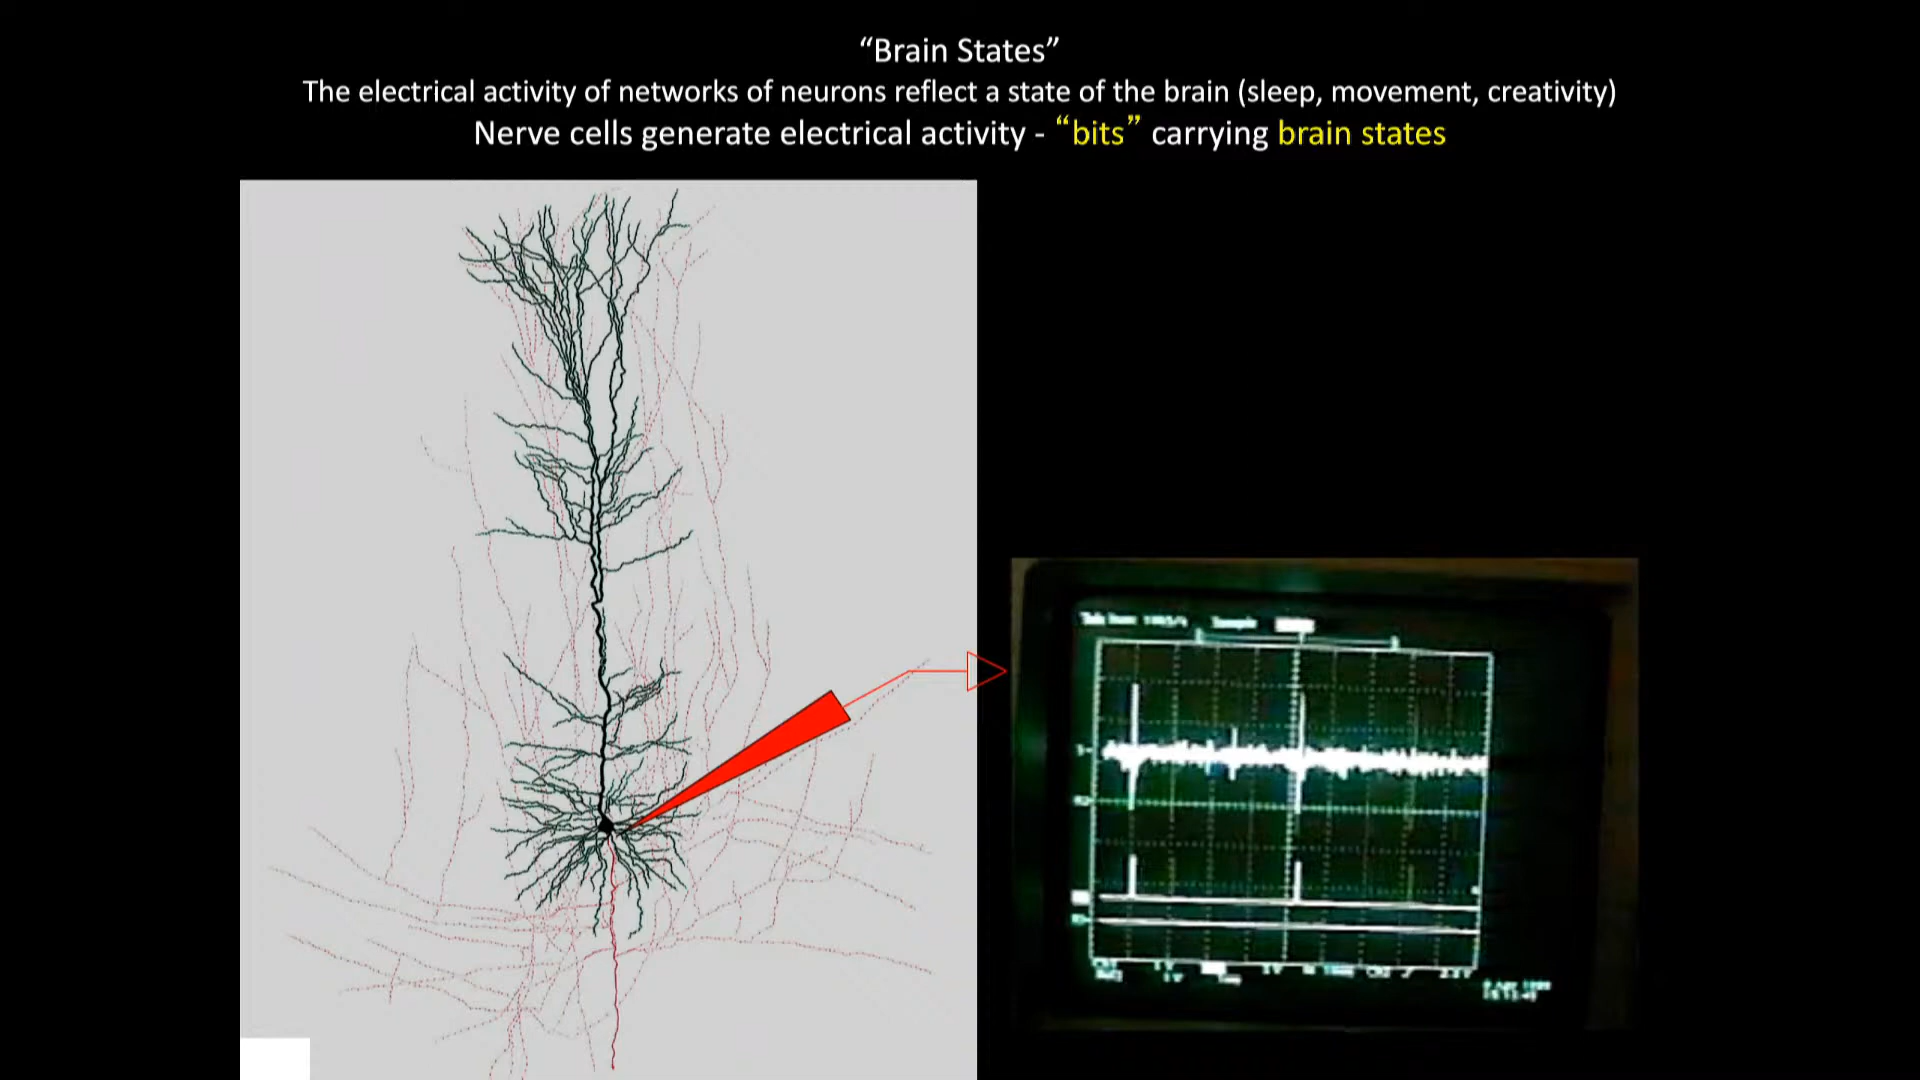 “Brain States”
The electrical activity of networks of neurons reflect a state of the brain (sleep, movement, creativity)
Nerve cells generate electrical activity - “bits” carrying brain states
Sample